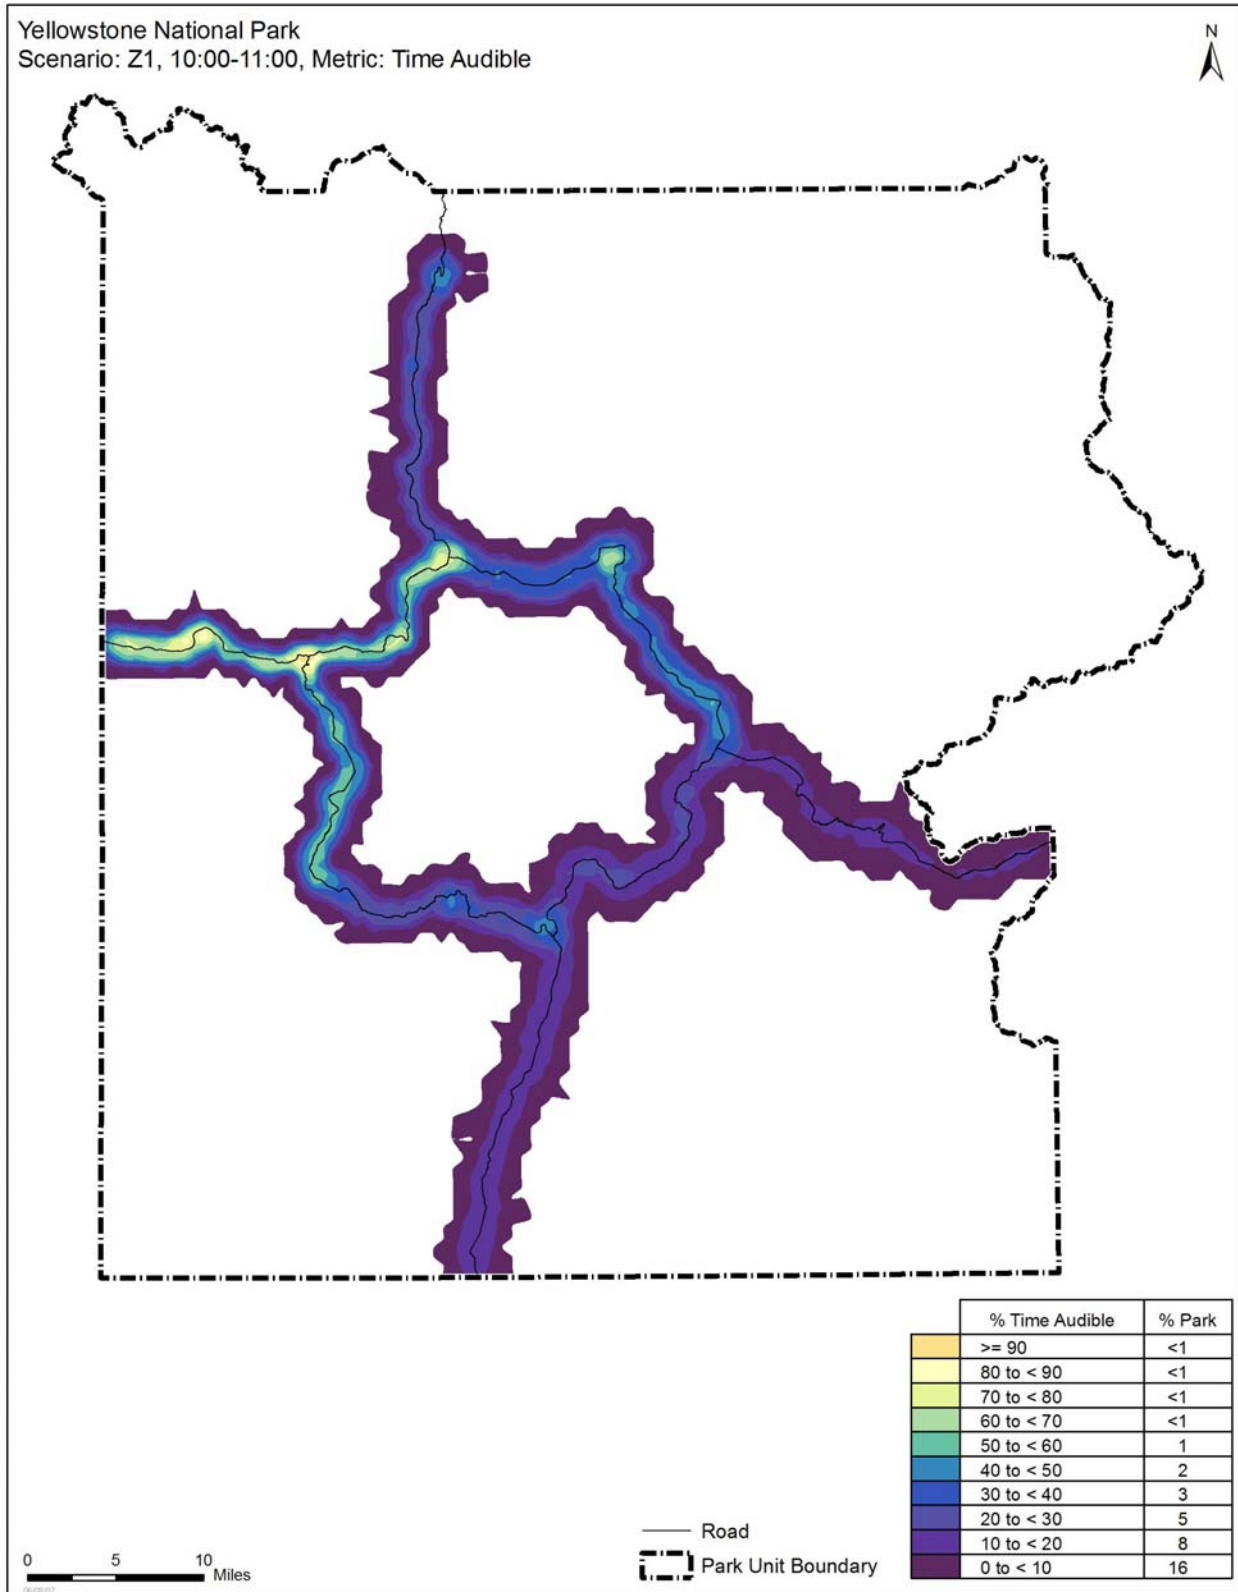 Yellowstone National Park
Scenario: Z1, 10:00-11:00, Metric: Time Audible
N
% Time Audible % Park
>= 90 <1
80 to < 90 <1
70 to < 80 <1
60 to < 70 <1
50 to < 60 1
40 to < 50 2
30 to < 40 3
20 to < 30 5
10 to < 20 8
0 to < 10 16
Road
Park Unit Boundary
0 5 10
Miles